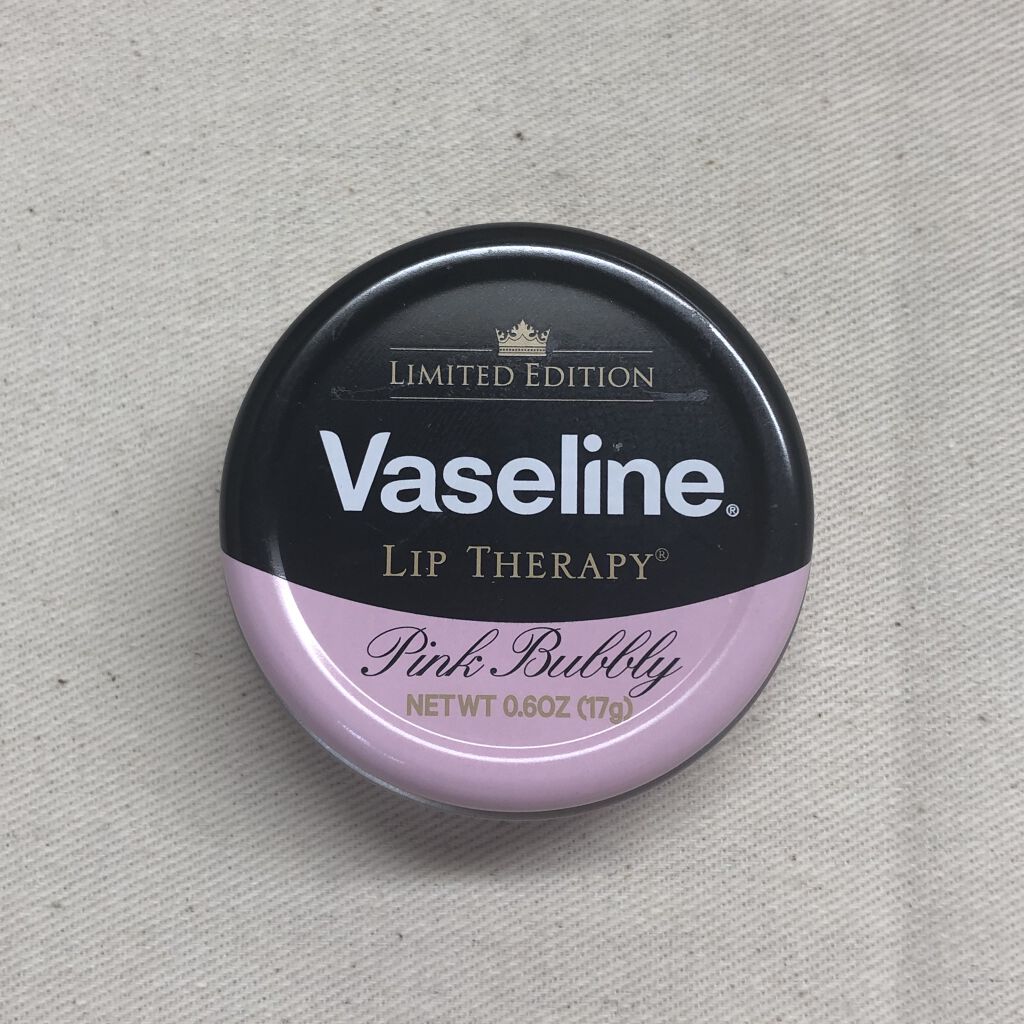 LIMITED EDITION
Vaseline®
LIP THERAPY®
Pink Bubbly
NET WT 0.6OZ (17g)